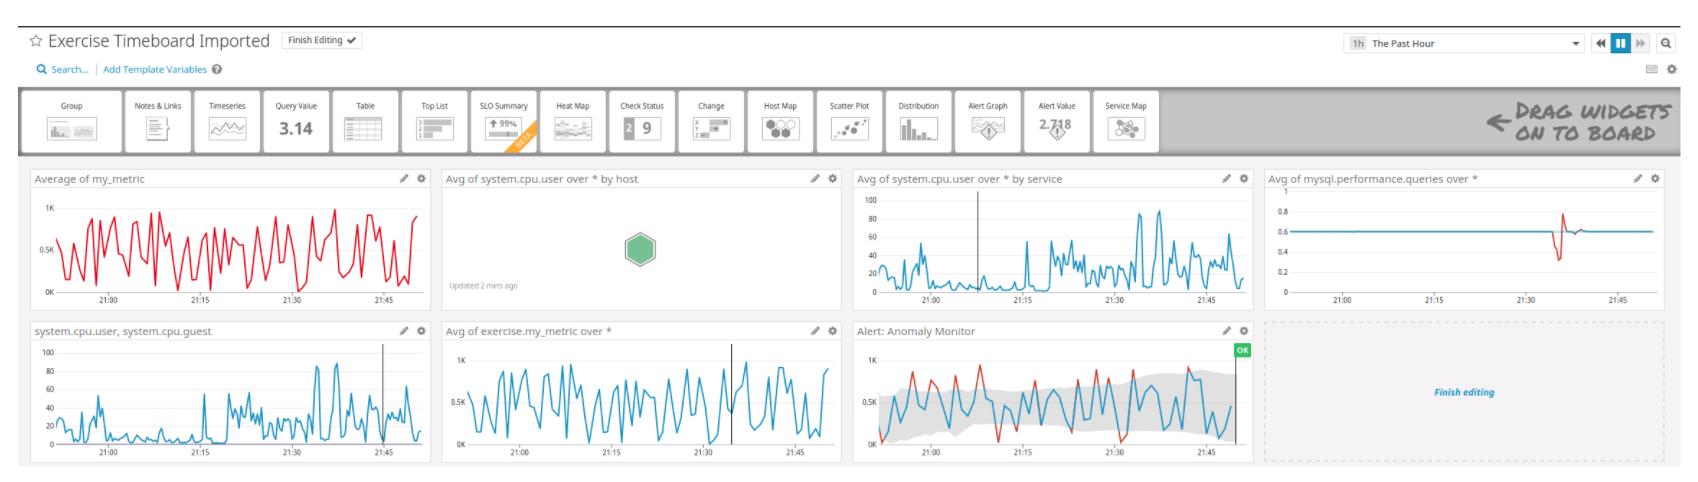 ☆ Exercise Timeboard Imported Finish Editing ✔
1h The Past Hour
Search... Add Template Variables ?
Group Notes & Links Timeseries Query Value Table Top List SLO Summary Heat Map Check Status Change Host Map Scatter Plot Distribution Alert Graph Alert Value Service Map
3.14
1
2
3
99%
BETA
2 9
X
Y
Z
2.718
DRAG WIDGETS
ON TO BOARD
Average of my_metric
1K
0.5K
0K
21:00 21:15 21:30 21:45
Avg of system.cpu.user over * by host
Updated 2 mins ago
Avg of system.cpu.user over * by service
100
80
60
40
20
0
21:00 21:15 21:30 21:45
Avg of mysql.performance.queries over *
1
0.8
0.6
0.4
0.2
0
21:00 21:15 21:30 21:45
system.cpu.user, system.cpu.guest
100
80
60
40
20
0
21:00 21:15 21:30 21:45
Avg of exercise.my_metric over *
1K
0.5K
0K
21:00 21:15 21:30 21:45
Alert: Anomaly Monitor
OK
1K
0.5K
0K
21:00 21:15 21:30 21:45
Finish editing